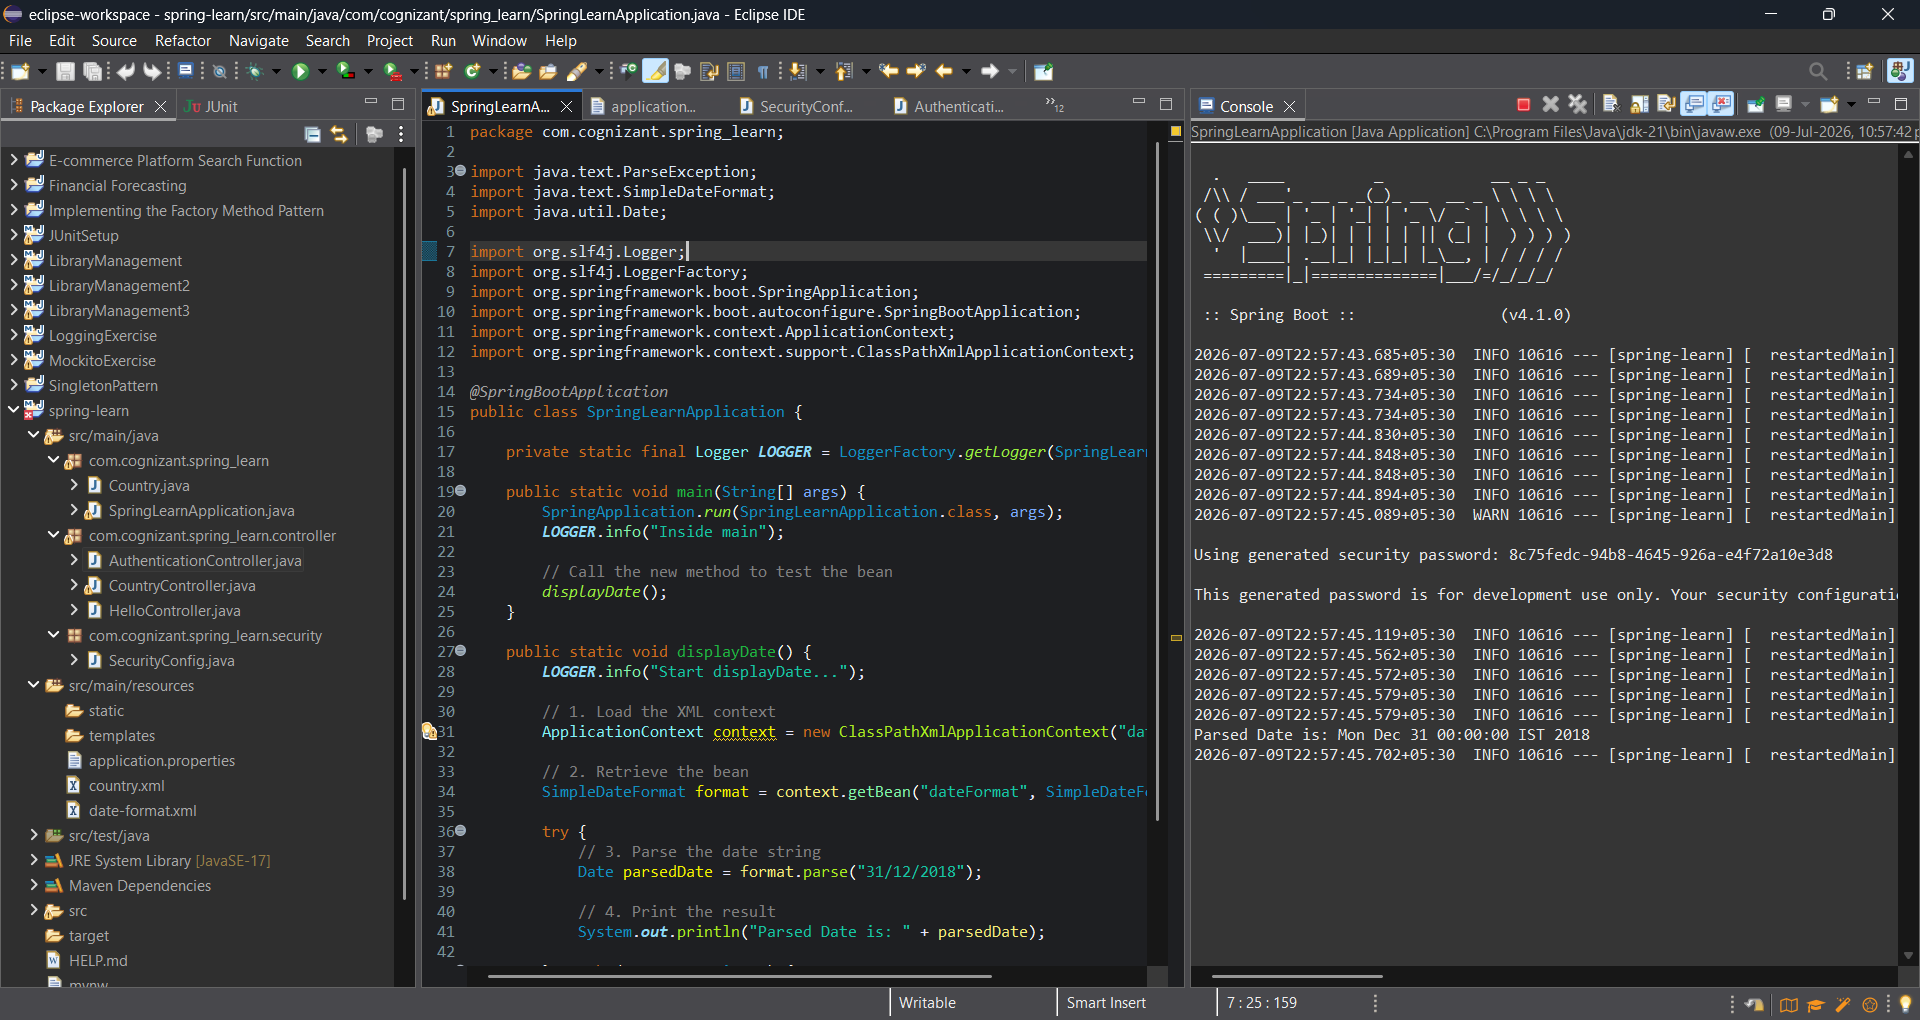 eclipse-workspace - spring-learn/src/main/java/com/cognizant/spring_learn/SpringLearnApplication.java - Eclipse IDE
File Edit Source Refactor Navigate Search Project Run Window Help
Package Explorer
JUnit
E-commerce Platform Search Function
Financial Forecasting
Implementing the Factory Method Pattern
JUnitSetup
LibraryManagement
LibraryManagement2
LibraryManagement3
LoggingExercise
MockitoExercise
SingletonPattern
spring-learn
src/main/java
com.cognizant.spring_learn
Country.java
SpringLearnApplication.java
com.cognizant.spring_learn.controller
AuthenticationController.java
CountryController.java
HelloController.java
com.cognizant.spring_learn.security
SecurityConfig.java
src/main/resources
static
templates
application.properties
country.xml
date-format.xml
src/test/java
JRE System Library [JavaSE-17]
Maven Dependencies
src
target
HELP.md
mvnw
SpringLearnA...
application....
SecurityConf...
Authenticati...
»12
1 package com.cognizant.spring_learn;
2
3 import java.text.ParseException;
4 import java.text.SimpleDateFormat;
5 import java.util.Date;
6
7 import org.slf4j.Logger;
8 import org.slf4j.LoggerFactory;
9 import org.springframework.boot.SpringApplication;
10 import org.springframework.boot.autoconfigure.SpringBootApplication;
11 import org.springframework.context.ApplicationContext;
12 import org.springframework.context.support.ClassPathXmlApplicationContext;
13
14 @SpringBootApplication
15 public class SpringLearnApplication {
16
17 private static final Logger LOGGER = LoggerFactory.getLogger(SpringLearn
18
19 public static void main(String[] args) {
20 SpringApplication.run(SpringLearnApplication.class, args);
21 LOGGER.info("Inside main");
22
23 // Call the new method to test the bean
24 displayDate();
25 }
26
27 public static void displayDate() {
28 LOGGER.info("Start displayDate...");
29
30 // 1. Load the XML context
31 ApplicationContext context = new ClassPathXmlApplicationContext("da
32
33 // 2. Retrieve the bean
34 SimpleDateFormat format = context.getBean("dateFormat", SimpleDateF
35
36 try {
37 // 3. Parse the date string
38 Date parsedDate = format.parse("31/12/2018");
39
40 // 4. Print the result
41 System.out.println("Parsed Date is: " + parsedDate);
42
Console
SpringLearnApplication [Java Application] C:\Program Files\Java\jdk-21\bin\javaw.exe (09-Jul-2026, 10:57:42 p
Spring
:: Spring Boot :: (v4.1.0)
2026-07-09T22:57:43.685+05:30 INFO 10616 --- [spring-learn] [ restartedMain]
2026-07-09T22:57:43.689+05:30 INFO 10616 --- [spring-learn] [ restartedMain]
2026-07-09T22:57:43.734+05:30 INFO 10616 --- [spring-learn] [ restartedMain]
2026-07-09T22:57:43.734+05:30 INFO 10616 --- [spring-learn] [ restartedMain]
2026-07-09T22:57:44.830+05:30 INFO 10616 --- [spring-learn] [ restartedMain]
2026-07-09T22:57:44.848+05:30 INFO 10616 --- [spring-learn] [ restartedMain]
2026-07-09T22:57:44.848+05:30 INFO 10616 --- [spring-learn] [ restartedMain]
2026-07-09T22:57:44.894+05:30 INFO 10616 --- [spring-learn] [ restartedMain]
2026-07-09T22:57:45.089+05:30 WARN 10616 --- [spring-learn] [ restartedMain]
Using generated security password: 8c75fedc-94b8-4645-926a-e4f72a10e3d8
This generated password is for development use only. Your security configurati
2026-07-09T22:57:45.119+05:30 INFO 10616 --- [spring-learn] [ restartedMain]
2026-07-09T22:57:45.562+05:30 INFO 10616 --- [spring-learn] [ restartedMain]
2026-07-09T22:57:45.572+05:30 INFO 10616 --- [spring-learn] [ restartedMain]
2026-07-09T22:57:45.579+05:30 INFO 10616 --- [spring-learn] [ restartedMain]
2026-07-09T22:57:45.579+05:30 INFO 10616 --- [spring-learn] [ restartedMain]
Parsed Date is: Mon Dec 31 00:00:00 IST 2018
2026-07-09T22:57:45.702+05:30 INFO 10616 --- [spring-learn] [ restartedMain]
Writable
Smart Insert
7 : 25 : 159